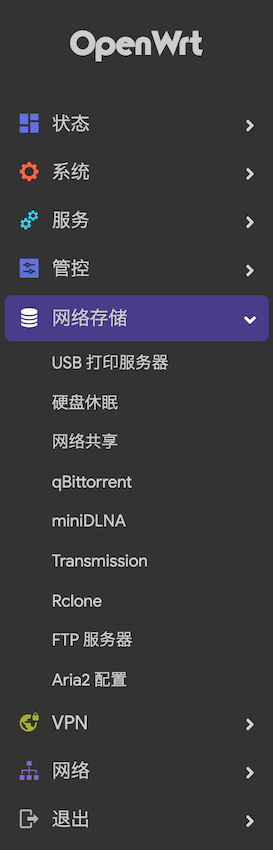 OpenWrt
状态
系统
服务
管控
网络存储
USB 打印服务器
硬盘休眠
网络共享
qBittorrent
miniDLNA
Transmission
Rclone
FTP 服务器
Aria2 配置
VPN
网络
退出